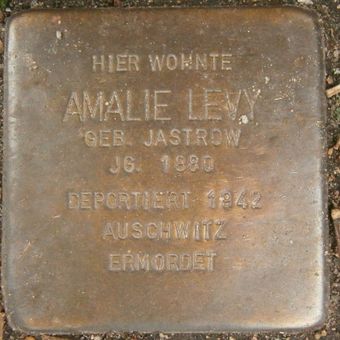 HIER WOHNTE
AMALIE LEVY
GEB. JASTROW
JG. 1880
DEPORTIERT 1942
AUSCHWITZ
ERMORDET